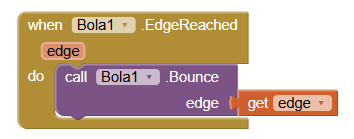 when Bola1 .EdgeReached
edge
do call Bola1 .Bounce
edge get edge